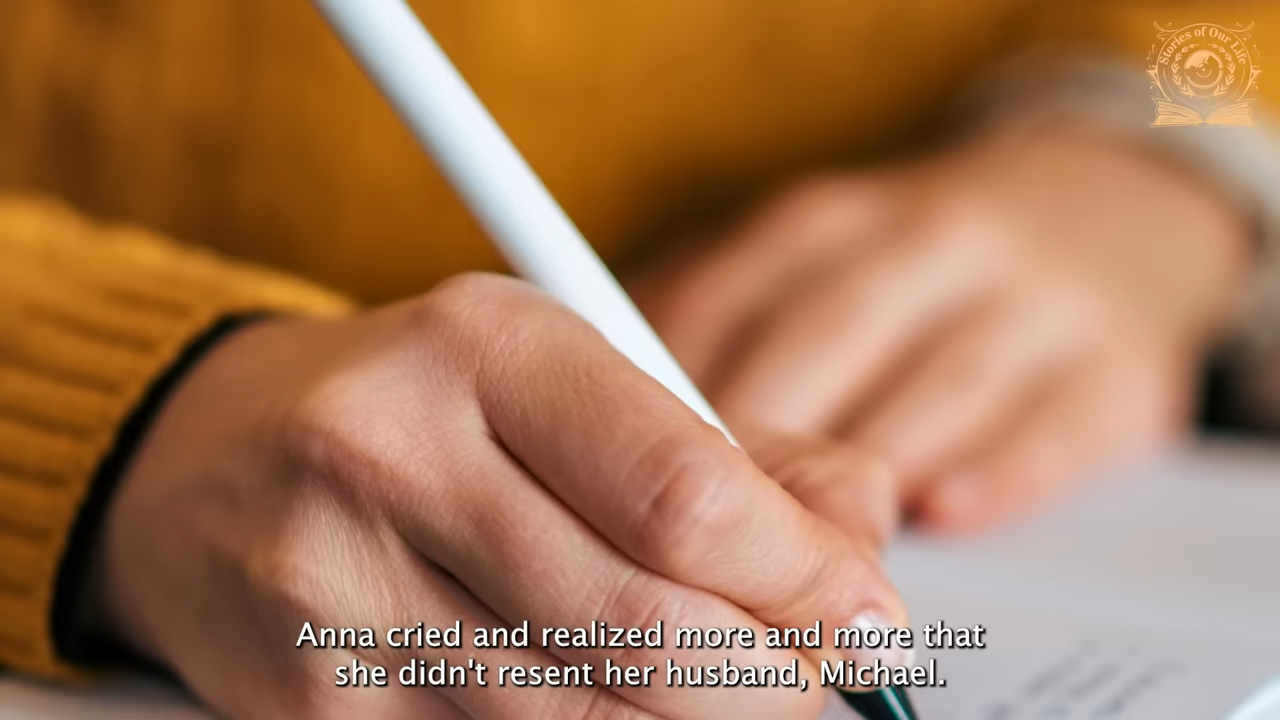 Stories of Our Life
Anna cried and realized more and more that
she didn't resent her husband, Michael.